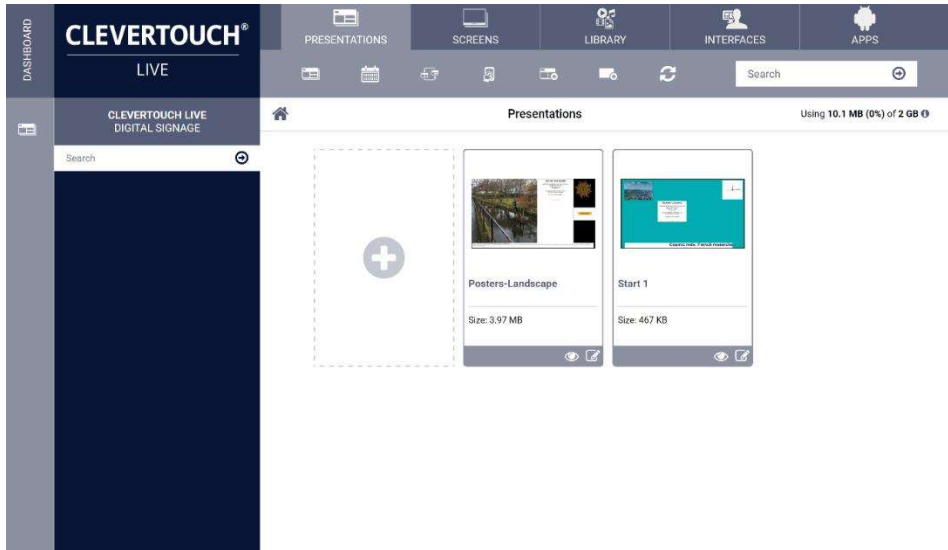 DASHBOARD
CLEVERTOUCH®
LIVE
PRESENTATIONS
SCREENS
LIBRARY
INTERFACES
APPS
Search
CLEVERTOUCH LIVE
DIGITAL SIGNAGE
Search
Presentations
Using 10.1 MB (0%) of 2 GB
Posters-Landscape
Size: 3.97 MB
Start 1
Size: 467 KB